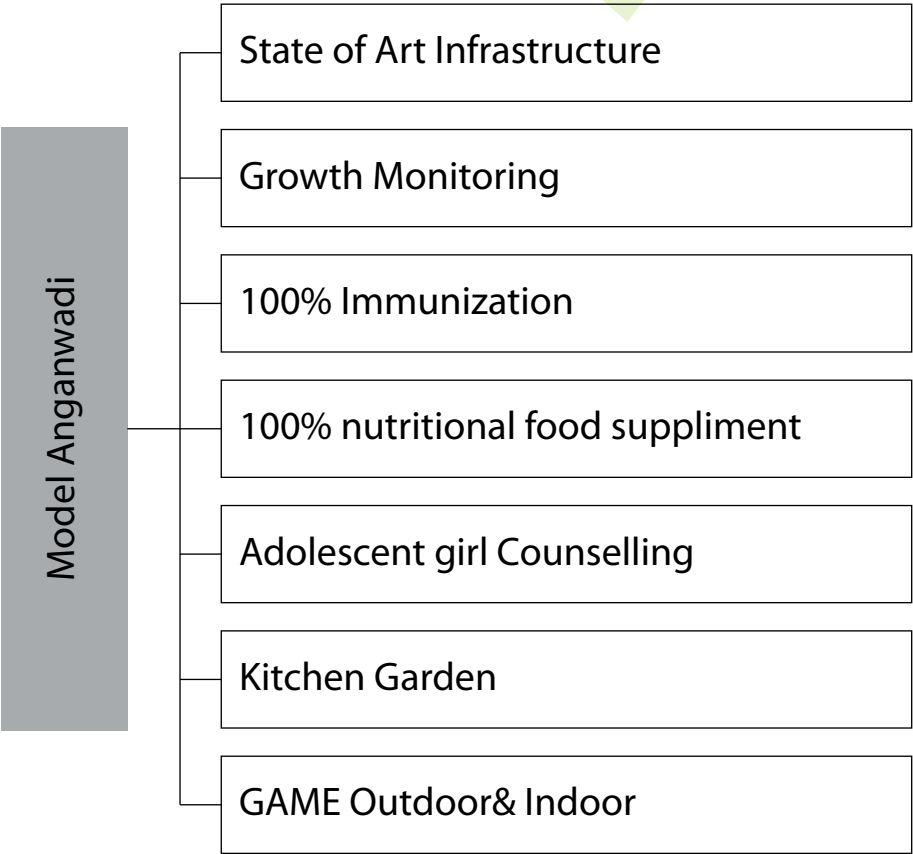 Model Anganwadi
State of Art Infrastructure
Growth Monitoring
100% Immunization
100% nutritional food suppliment
Adolescent girl Counselling
Kitchen Garden
GAME Outdoor& Indoor